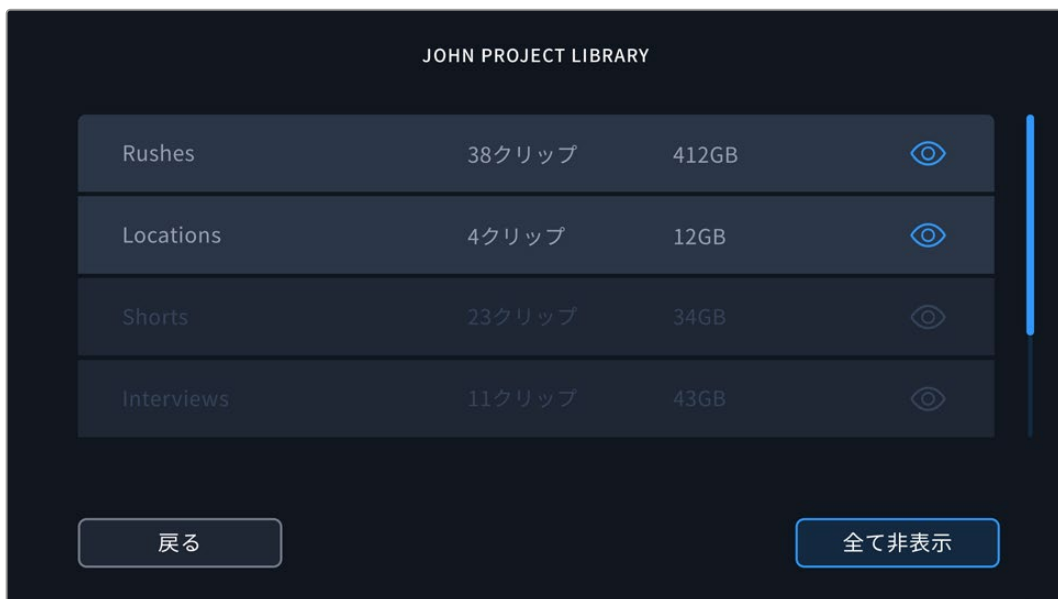 JOHN PROJECT LIBRARY
Rushes 38クリップ 412GB
Locations 4クリップ 12GB
Shorts 23クリップ 34GB
Interviews 11クリップ 43GB
戻る 全て非表示